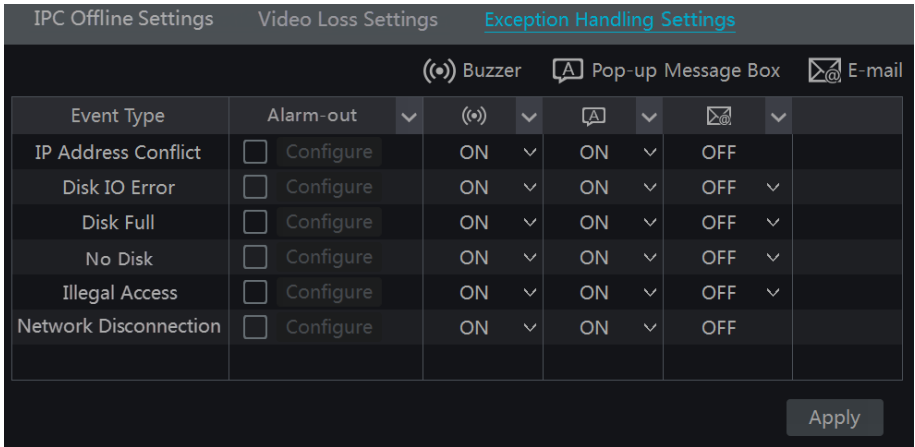 IPC Offline Settings Video Loss Settings Exception Handling Settings
Buzzer A Pop-up Message Box @ E-mail
Event Type Alarm-out A @
IP Address Conflict Configure ON ON OFF
Disk IO Error Configure ON ON OFF
Disk Full Configure ON ON OFF
No Disk Configure ON ON OFF
Illegal Access Configure ON ON OFF
Network Disconnection Configure ON ON OFF
Apply